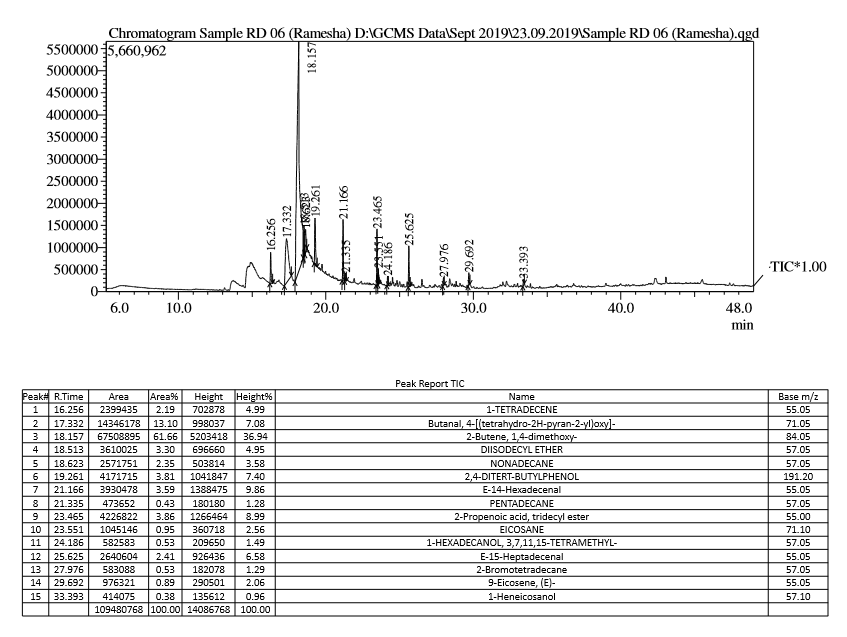 Chromatogram Sample RD 06 (Ramesha) D:\GCMS Data\Sept 2019\23.09.2019\Sample RD 06 (Ramesha).qgd
5,660,962
5500000
5000000
4500000
4000000
3500000
3000000
2500000
2000000
1500000
1000000
500000
0
16.256
17.332
18.157
18.623
19.261
21.166
21.335
23.465
23.551
24.186
25.625
27.976
29.692
33.393
TIC*1.00
6.0 10.0 20.0 30.0 40.0 48.0
min
Peak Report TIC
Peak# R.Time Area Area% Height Height% Name Base m/z
1 16.256 2399435 2.19 702878 4.99 1-TETRADECENE 55.05
2 17.332 14346178 13.10 998037 7.08 Butanal, 4-[(tetrahydro-2H-pyran-2-yl)oxy]- 71.05
3 18.157 67508895 61.66 5203418 36.94 2-Butene, 1,4-dimethoxy- 84.05
4 18.513 3610025 3.30 696660 4.95 DIISODECYL ETHER 57.05
5 18.623 2571751 2.35 503814 3.58 NONADECANE 57.05
6 19.261 4171715 3.81 1041847 7.40 2,4-DITERT-BUTYLPHENOL 191.20
7 21.166 3930478 3.59 1388475 9.86 E-14-Hexadecenal 55.05
8 21.335 473652 0.43 180180 1.28 PENTADECANE 57.05
9 23.465 4226822 3.86 1266464 8.99 2-Propenoic acid, tridecyl ester 55.00
10 23.551 1045146 0.95 360718 2.56 EICOSANE 71.10
11 24.186 582583 0.53 209650 1.49 1-HEXADECANOL, 3,7,11,15-TETRAMETHYL- 57.05
12 25.625 2640604 2.41 926436 6.58 E-15-Heptadecenal 55.05
13 27.976 583088 0.53 182078 1.29 2-Bromotetradecane 57.05
14 29.692 976321 0.89 290501 2.06 9-Eicosene, (E)- 55.05
15 33.393 414075 0.38 135612 0.96 1-Heneicosanol 57.10
109480768 100.00 14086768 100.00